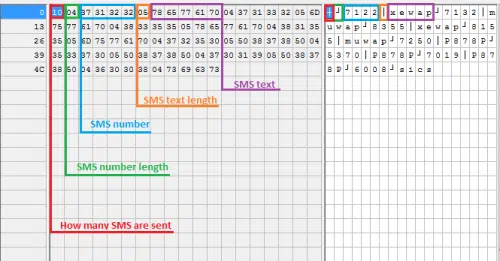 0 10 04 37 31 32 32 05 78 65 77 61 70 04 37 31 33 32 05 6D ┘7122|xewap┘7132|m
13 75 77 61 70 04 38 33 35 35 05 78 65 77 61 70 04 38 31 35 uwap┘8355|xewap┘815
26 35 05 6D 75 77 61 70 04 37 32 35 30 05 50 38 37 38 50 04 5|muwap┘7250|P878P┘
39 35 33 37 30 05 50 38 37 38 50 04 37 30 31 39 05 50 38 37 5370|P878P┘7019|P87
4C 38 50 04 36 30 30 38 04 73 69 63 73 8P┘6008┘sics
SMS text
SMS text length
SMS number
SMS number length
How many SMS are sent